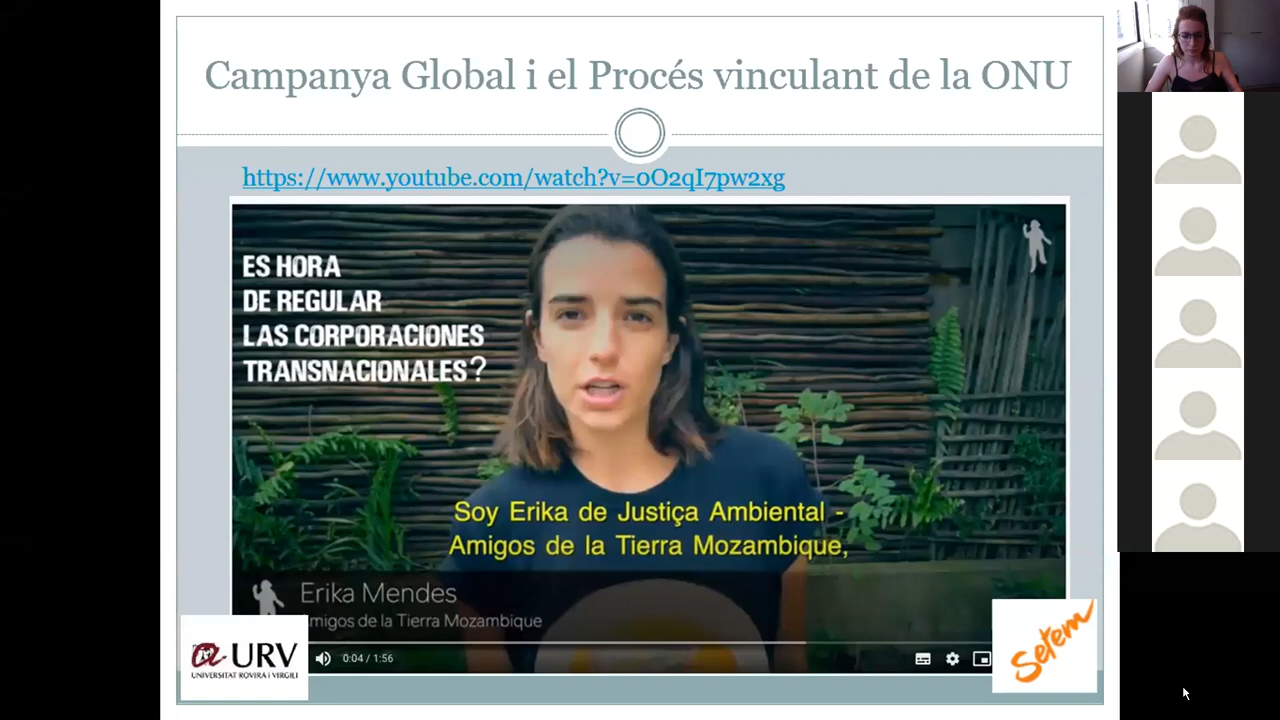 Campanya Global i el Procés vinculant de la ONU
https://www.youtube.com/watch?v=0O2qI7pw2xg
ES HORA
DE REGULAR
LAS CORPORACIONES
TRANSNACIONALES?
Soy Erika de Justiça Ambiental -
Amigos de la Tierra Mozambique,
Erika Mendes
Amigos de la Tierra Mozambique
URV
UNIVERSITAT ROVIRA I VIRGILI
0:04 / 1:56
Setem